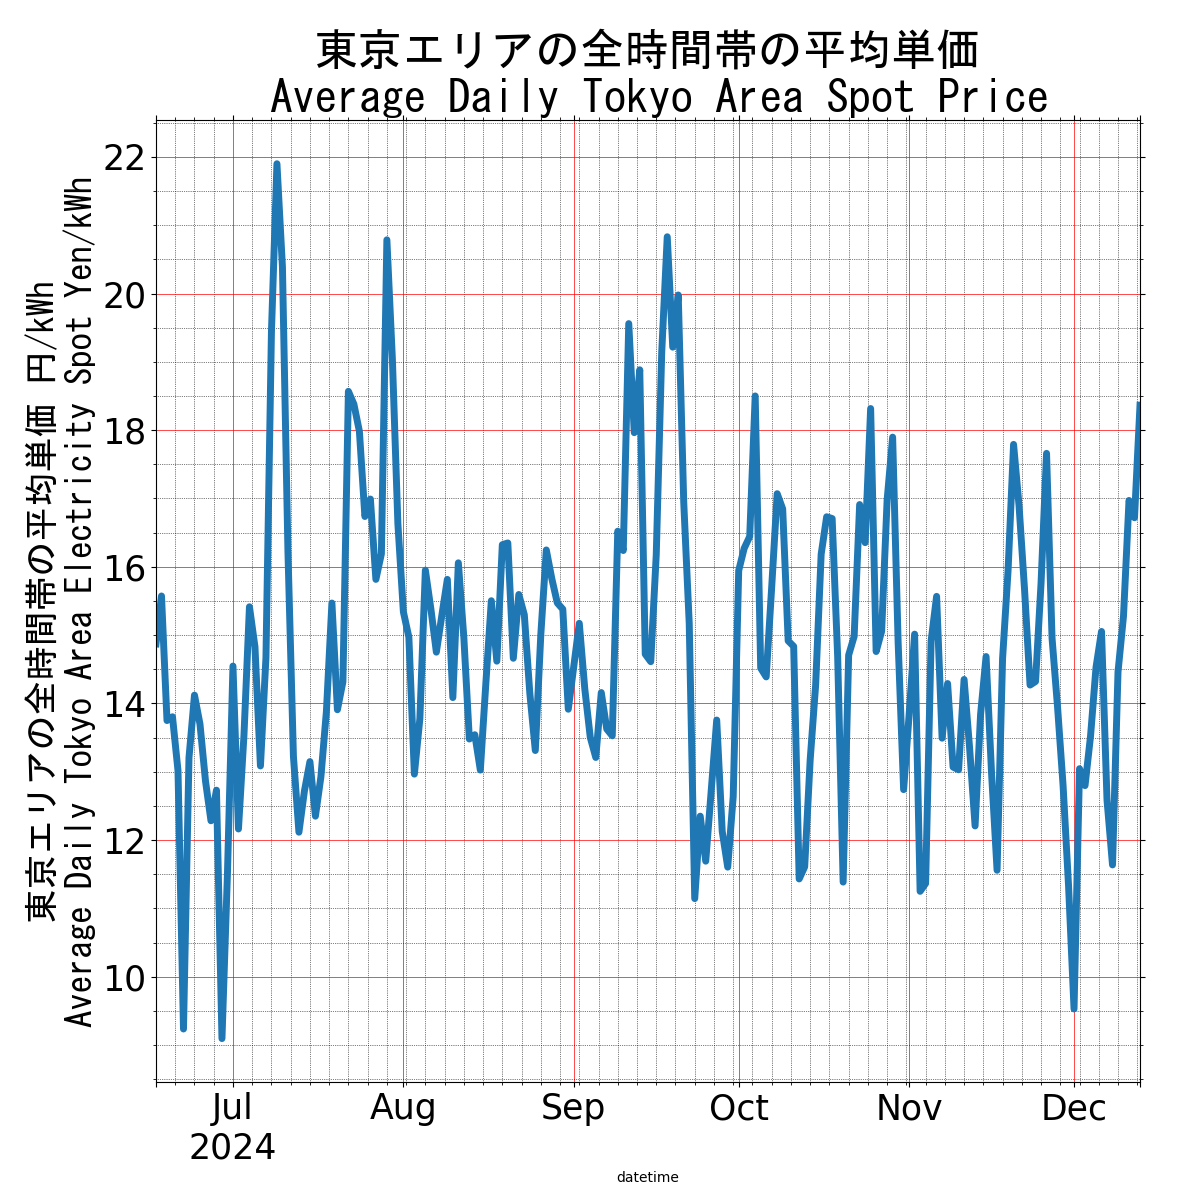 東京エリアの全時間帯の平均単価
Average Daily Tokyo Area Spot Price
東京エリアの全時間帯の平均単価 円/kWh
Average Daily Tokyo Area Electricity Spot Yen/kWh
22
20
18
16
14
12
10
Jul Aug Sep Oct Nov Dec
2024
datetime